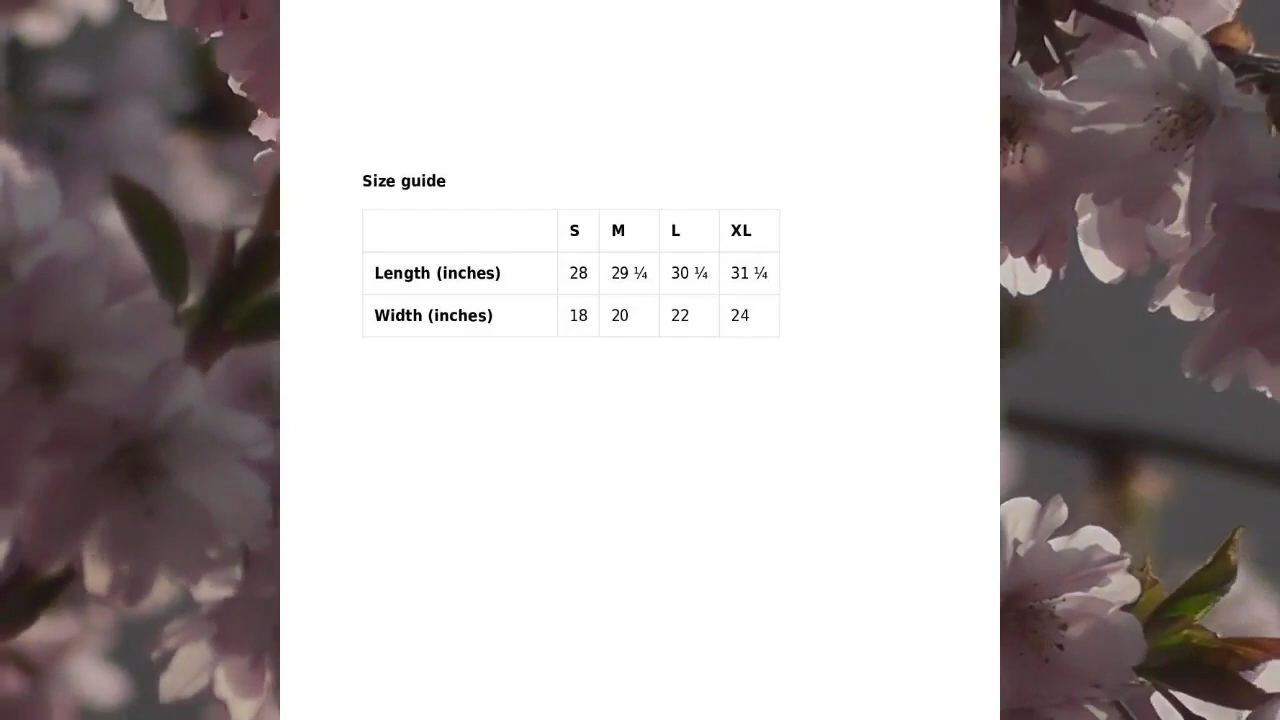 Size guide
S M L XL
Length (inches) 28 29 ¼ 30 ¼ 31 ¼
Width (inches) 18 20 22 24